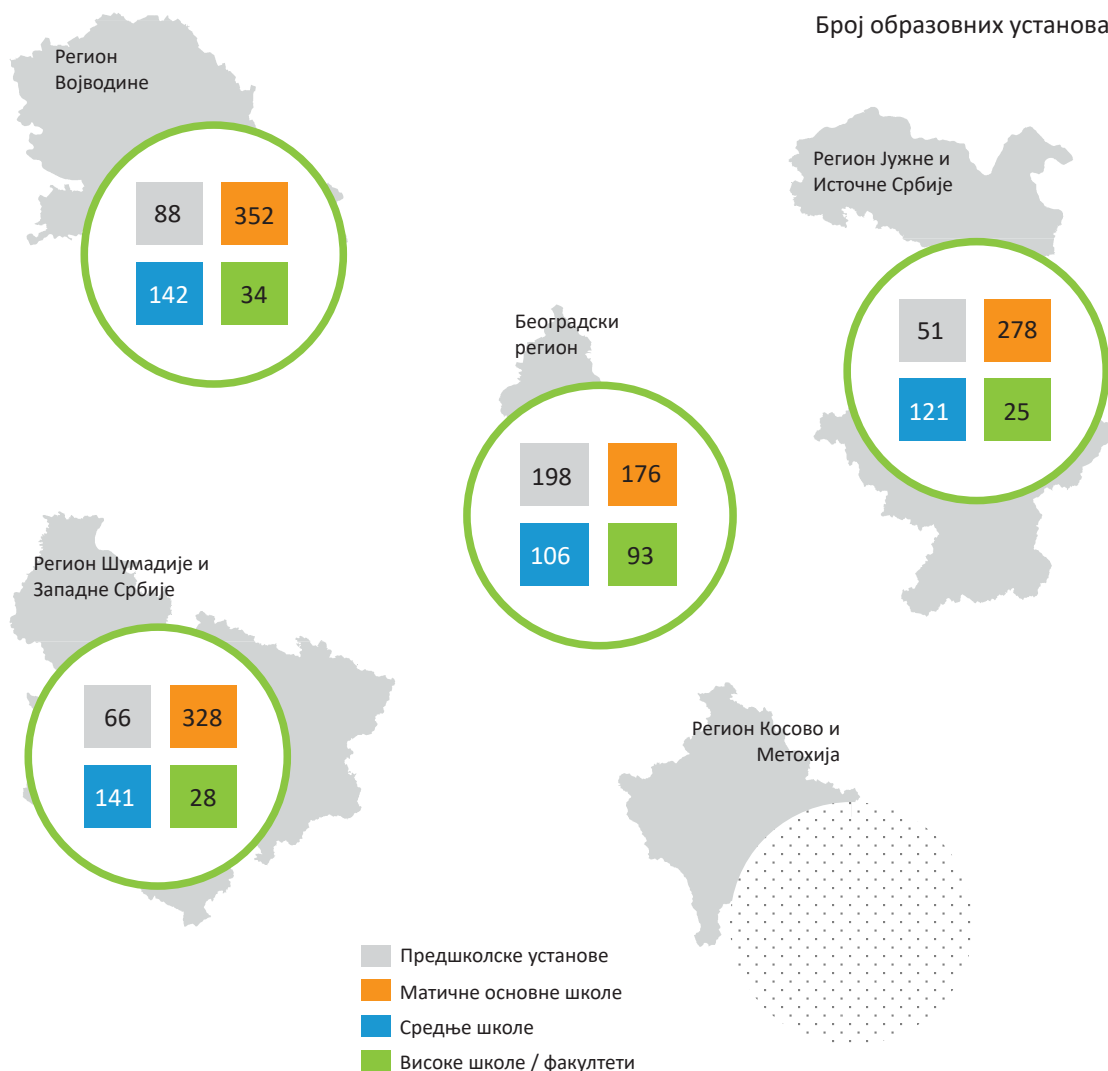 Број образовних установа
Регион
Војводине
88
352
142
34
Регион Јужне и
Источне Србије
51
278
121
25
Београдски
регион
198
176
106
93
Регион Шумадије и
Западне Србије
66
328
141
28
Регион Косово и
Метохија
Предшколске установе
Матичне основне школе
Средње школе
Високе школе / факултети